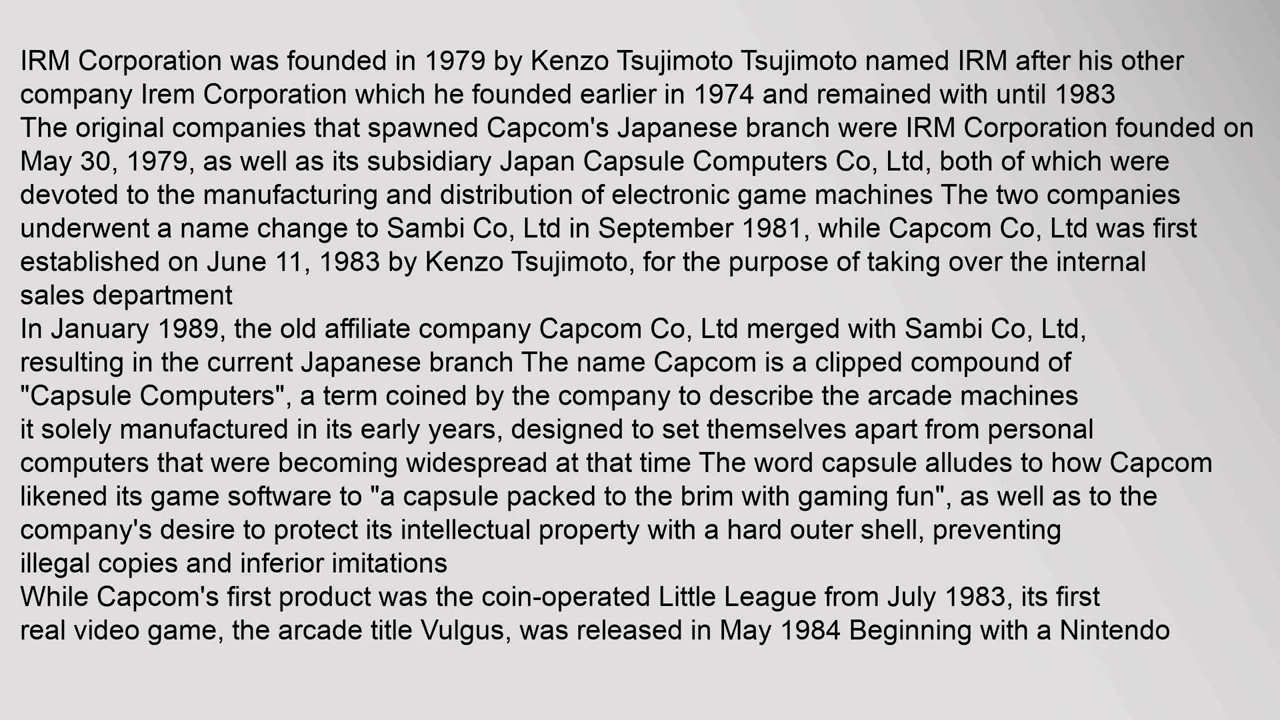 IRM Corporation was founded in 1979 by Kenzo Tsujimoto Tsujimoto named IRM after his other
company Irem Corporation which he founded earlier in 1974 and remained with until 1983
The original companies that spawned Capcom's Japanese branch were IRM Corporation founded on
May 30, 1979, as well as its subsidiary Japan Capsule Computers Co, Ltd, both of which were
devoted to the manufacturing and distribution of electronic game machines The two companies
underwent a name change to Sambi Co, Ltd in September 1981, while Capcom Co, Ltd was first
established on June 11, 1983 by Kenzo Tsujimoto, for the purpose of taking over the internal
sales department
In January 1989, the old affiliate company Capcom Co, Ltd merged with Sambi Co, Ltd,
resulting in the current Japanese branch The name Capcom is a clipped compound of
"Capsule Computers", a term coined by the company to describe the arcade machines
it solely manufactured in its early years, designed to set themselves apart from personal
computers that were becoming widespread at that time The word capsule alludes to how Capcom
likened its game software to "a capsule packed to the brim with gaming fun", as well as to the
company's desire to protect its intellectual property with a hard outer shell, preventing
illegal copies and inferior imitations
While Capcom's first product was the coin-operated Little League from July 1983, its first
real video game, the arcade title Vulgus, was released in May 1984 Beginning with a Nintendo